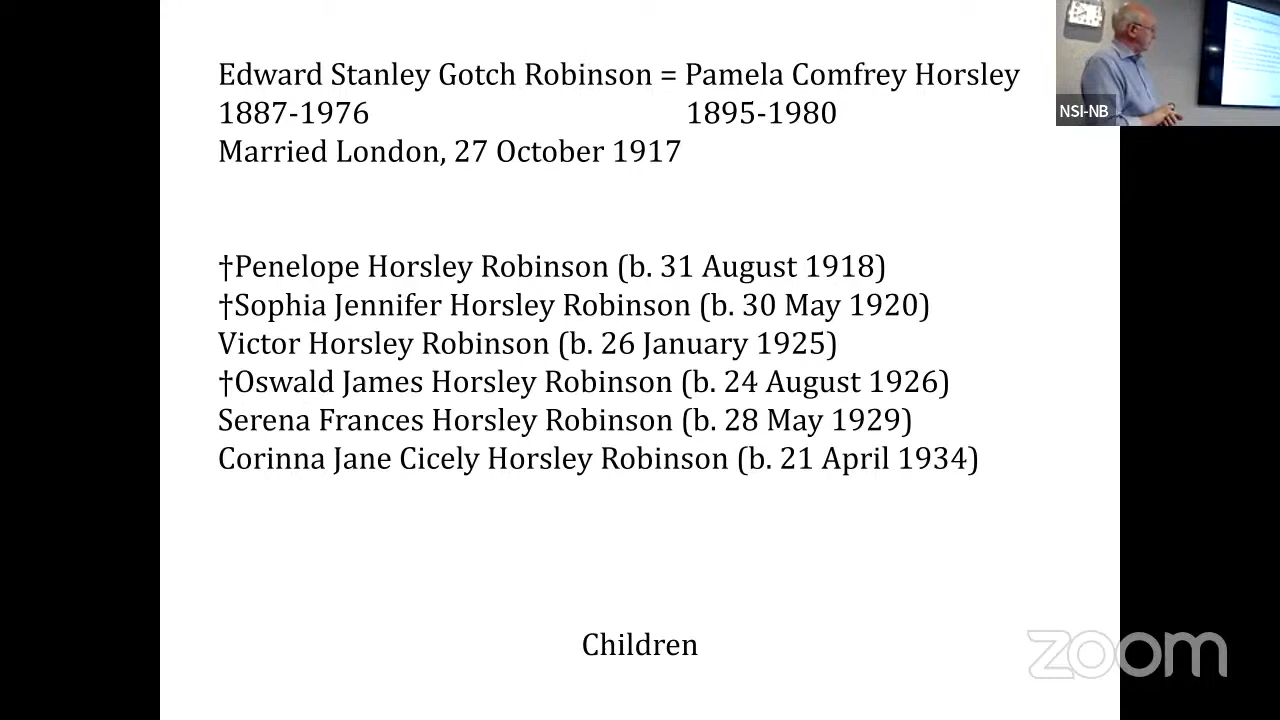 Edward Stanley Gotch Robinson = Pamela Comfrey Horsley
1887-1976 1895-1980
Married London, 27 October 1917
†Penelope Horsley Robinson (b. 31 August 1918)
†Sophia Jennifer Horsley Robinson (b. 30 May 1920)
Victor Horsley Robinson (b. 26 January 1925)
†Oswald James Horsley Robinson (b. 24 August 1926)
Serena Frances Horsley Robinson (b. 28 May 1929)
Corinna Jane Cicely Horsley Robinson (b. 21 April 1934)
Children
NSI-NB
zoom